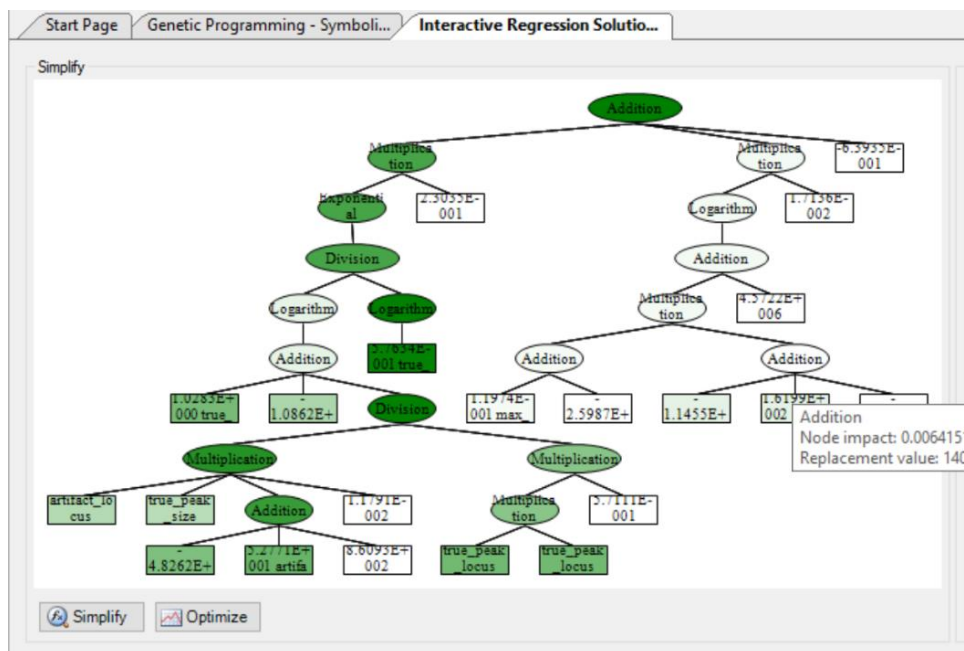 Start Page
Genetic Programming - Symboli...
Interactive Regression Solutio...
Simplify
Addition
Multiplica
tion
Multiplica
tion
-6.3935E-
001
Exponenti
al
2.3035E-
001
Logarithm
1.7136E-
002
Division
Addition
Logarithm
Logarithm
Multiplica
tion
4.5722E+
006
Addition
5.7634E-
001 true_
Addition
Addition
1.0285E+
000 true_
-
1.0862E+
Division
1.1974E-
001 max_
-
2.5987E+
-
1.1455E+
1.6199E+
002
-
Addition
Node impact: 0.006415
Replacement value: 140
Multiplication
Multiplication
artifact_lo
cus
true_peak
_size
Addition
1.1791E-
002
Multiplica
tion
5.7111E-
001
-
4.8262E+
5.2771E+
001 artifa
8.6093E+
002
true_peak
_locus
true_peak
_locus
Simplify
Optimize